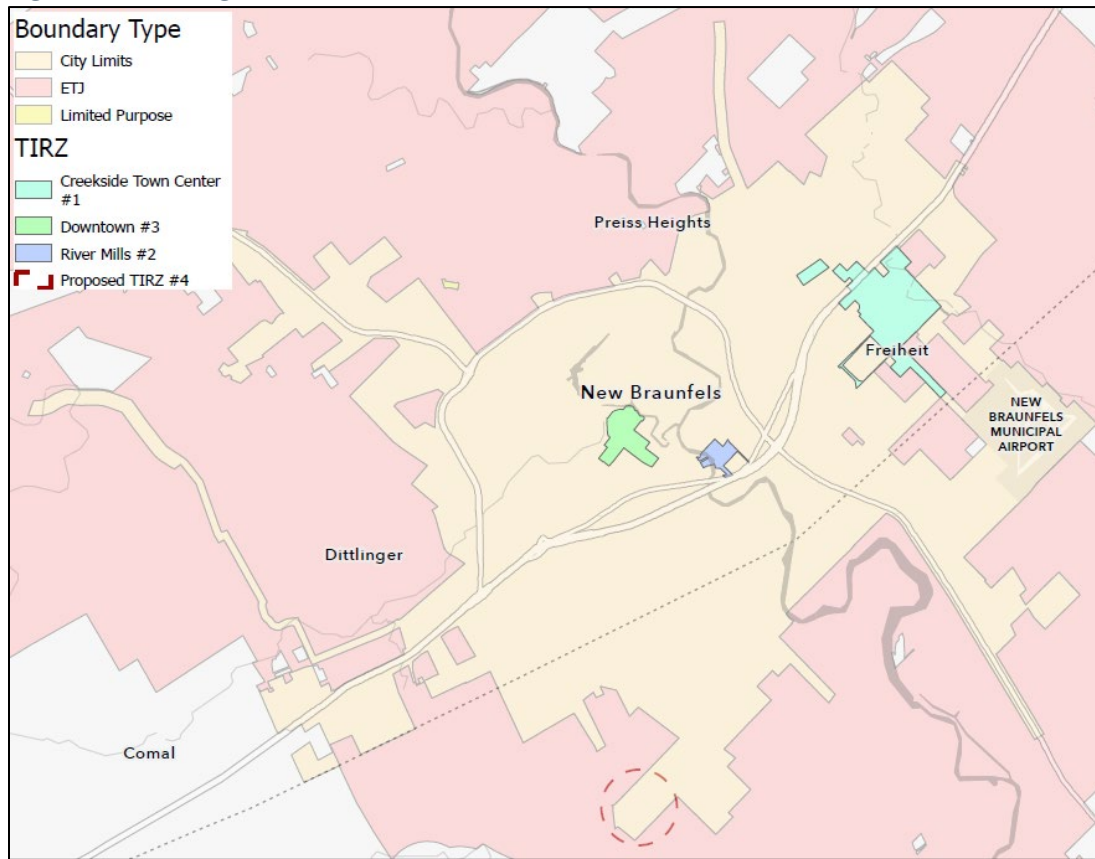 Boundary Type
City Limits
ETJ
Limited Purpose
TIRZ
Creekside Town Center
#1
Downtown #3
River Mills #2
Proposed TIRZ #4
Preiss Heights
Freiheit
New Braunfels
NEW
BRAUNFELS
MUNICIPAL
AIRPORT
Dittlinger
Comal